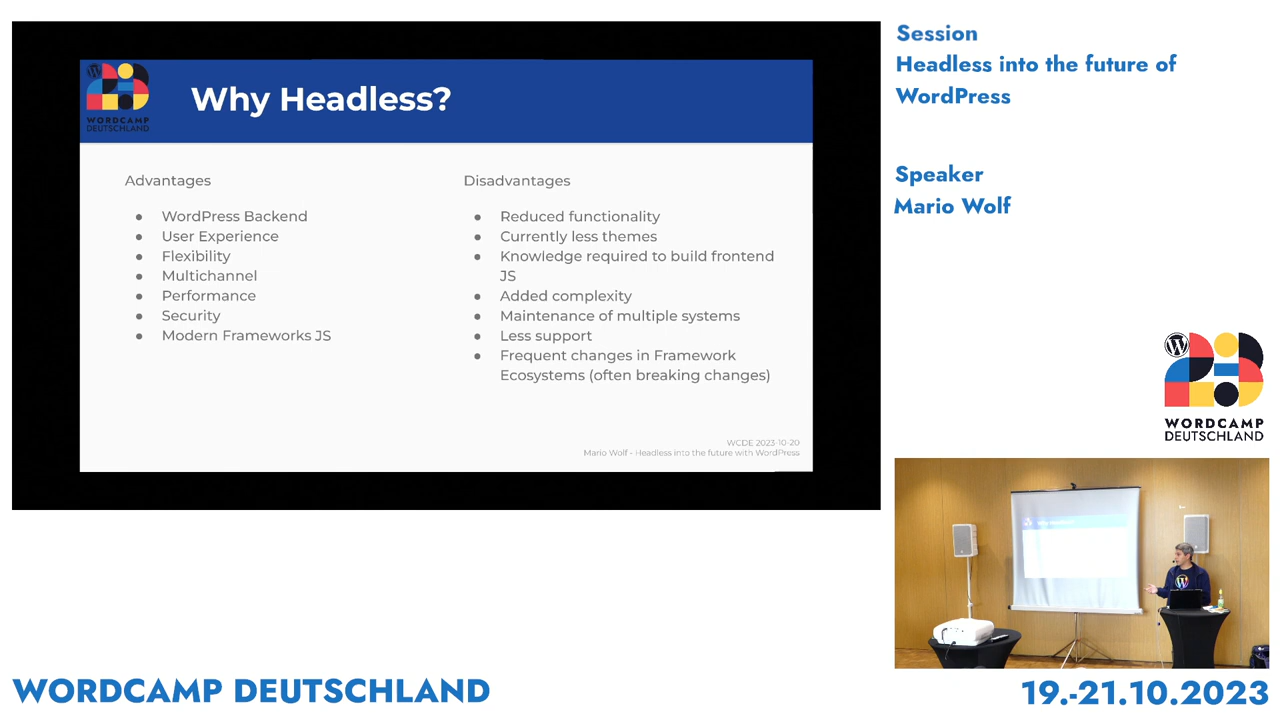 WORDCAMP
DEUTSCHLAND
Why Headless?
Advantages
● WordPress Backend
● User Experience
● Flexibility
● Multichannel
● Performance
● Security
● Modern Frameworks JS
Disadvantages
● Reduced functionality
● Currently less themes
● Knowledge required to build frontend
JS
● Added complexity
● Maintenance of multiple systems
● Less support
● Frequent changes in Framework
Ecosystems (often breaking changes)
WCDE 2023-10-20
Mario Wolf - Headless into the future with WordPress
Session
Headless into the future of
WordPress
Speaker
Mario Wolf
WORDCAMP
DEUTSCHLAND
Why Headless?
WORDCAMP DEUTSCHLAND
19.-21.10.2023